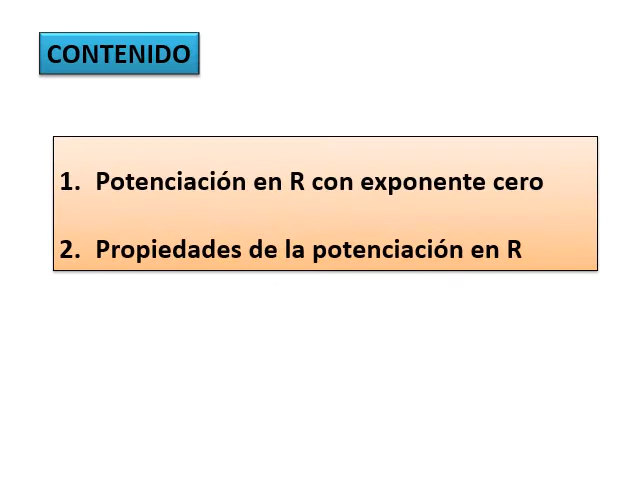 CONTENIDO
1. Potenciación en R con exponente cero
2. Propiedades de la potenciación en R